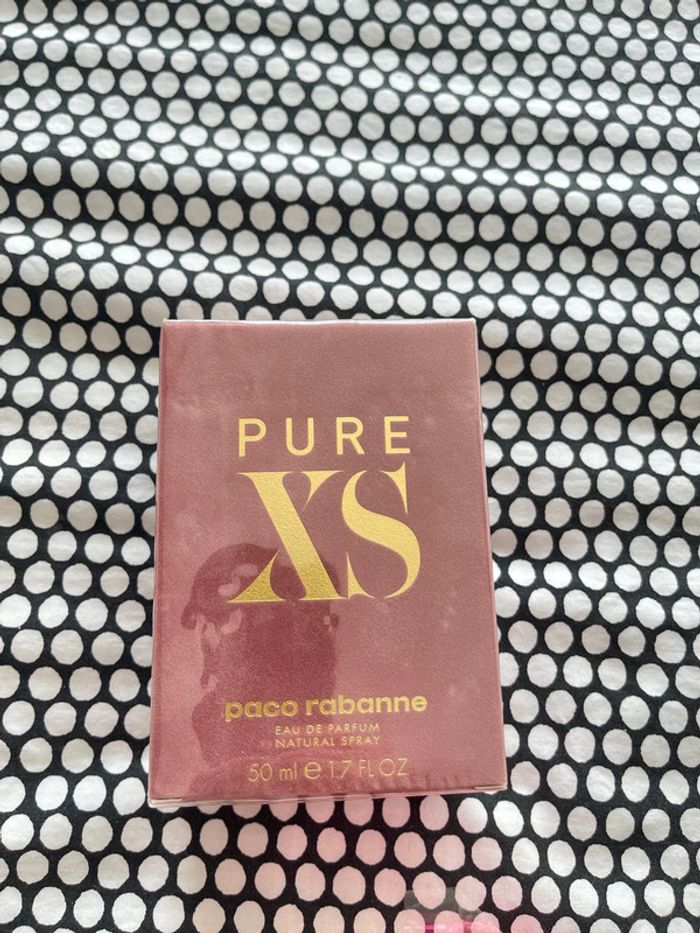 PURE
XS
paco rabanne
EAU DE PARFUM
NATURAL SPRAY
50 ml e 1.7 FL OZ